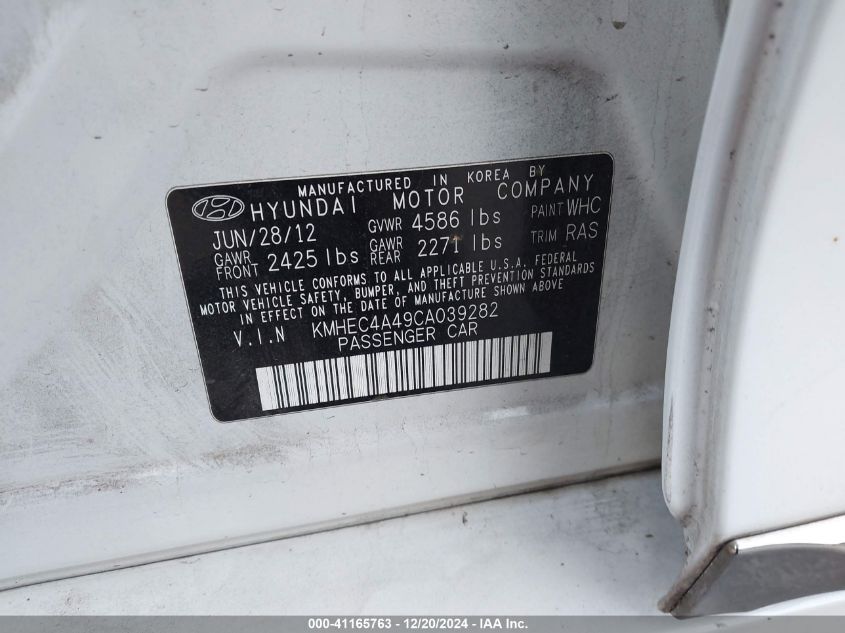 MANUFACTURED IN KOREA BY
HYUNDAI MOTOR COMPANY
JUN/28/12 GVWR 4586 lbs PAINT WHC
GAWR FRONT 2425 lbs GAWR REAR 2271 lbs TRIM RAS
THIS VEHICLE CONFORMS TO ALL APPLICABLE U.S.A. FEDERAL
MOTOR VEHICLE SAFETY, BUMPER, AND THEFT PREVENTION STANDARDS
IN EFFECT ON THE DATE OF MANUFACTURE SHOWN ABOVE
V.I.N KMHEC4A49CA039282
PASSENGER CAR
000-41165763 - 12/20/2024 - IAA Inc.